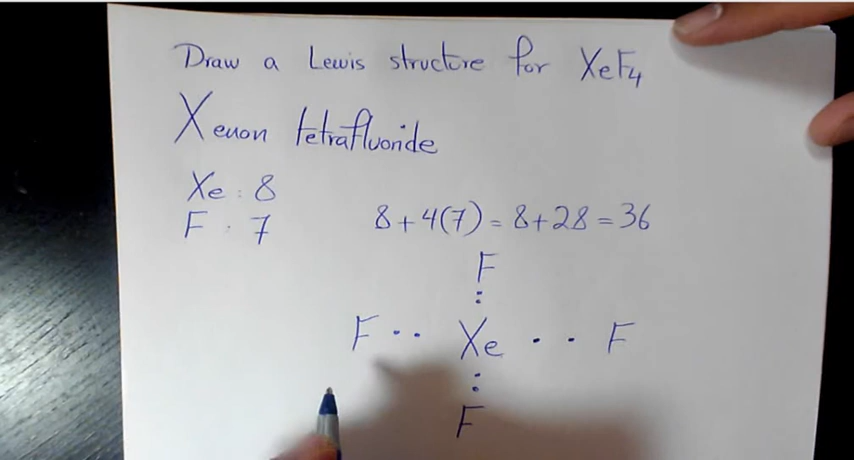 Draw a Lewis structure for XeF4
Xenon tetrafluoride
Xe : 8
F : 7
8 + 4(7) = 8 + 28 = 36
F
:
F · · Xe · · F
:
F